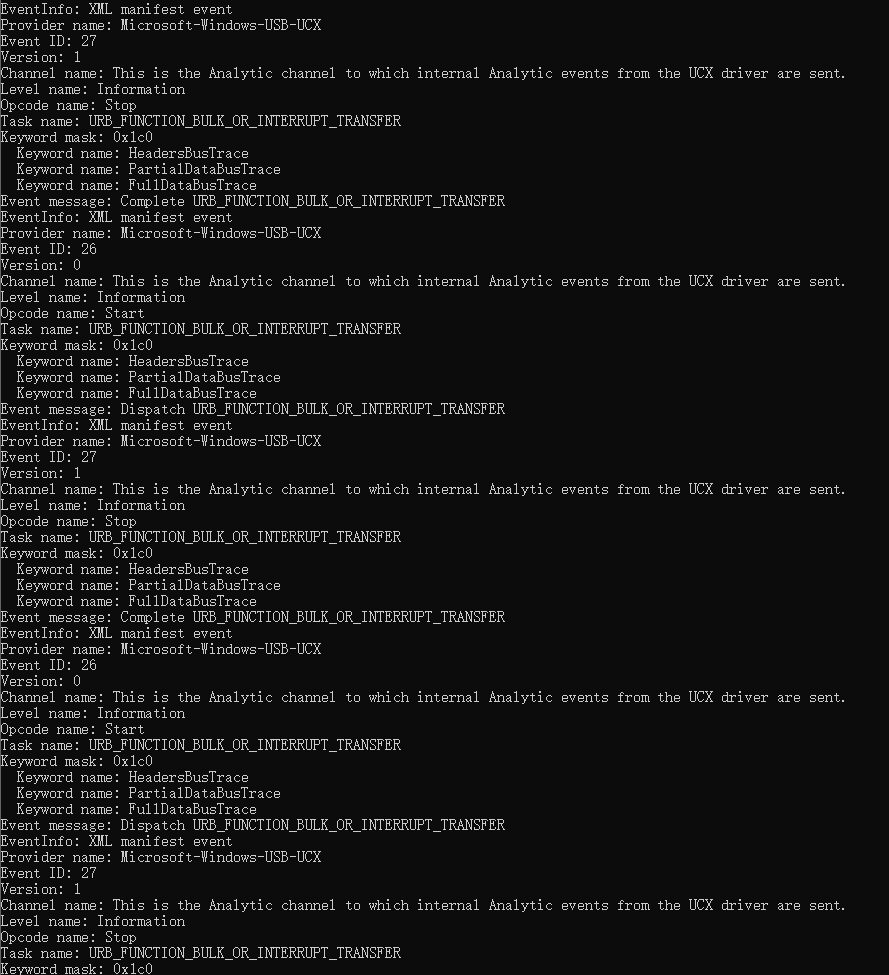 EventInfo: XML manifest event
Provider name: Microsoft-Windows-USB-UCX
Event ID: 27
Version: 1
Channel name: This is the Analytic channel to which internal Analytic events from the UCX driver are sent.
Level name: Information
Opcode name: Stop
Task name: URB_FUNCTION_BULK_OR_INTERRUPT_TRANSFER
Keyword mask: 0x1c0
  Keyword name: HeadersBusTrace
  Keyword name: PartialDataBusTrace
  Keyword name: FullDataBusTrace
Event message: Complete URB_FUNCTION_BULK_OR_INTERRUPT_TRANSFER
EventInfo: XML manifest event
Provider name: Microsoft-Windows-USB-UCX
Event ID: 26
Version: 0
Channel name: This is the Analytic channel to which internal Analytic events from the UCX driver are sent.
Level name: Information
Opcode name: Start
Task name: URB_FUNCTION_BULK_OR_INTERRUPT_TRANSFER
Keyword mask: 0x1c0
  Keyword name: HeadersBusTrace
  Keyword name: PartialDataBusTrace
  Keyword name: FullDataBusTrace
Event message: Dispatch URB_FUNCTION_BULK_OR_INTERRUPT_TRANSFER
EventInfo: XML manifest event
Provider name: Microsoft-Windows-USB-UCX
Event ID: 27
Version: 1
Channel name: This is the Analytic channel to which internal Analytic events from the UCX driver are sent.
Level name: Information
Opcode name: Stop
Task name: URB_FUNCTION_BULK_OR_INTERRUPT_TRANSFER
Keyword mask: 0x1c0
  Keyword name: HeadersBusTrace
  Keyword name: PartialDataBusTrace
  Keyword name: FullDataBusTrace
Event message: Complete URB_FUNCTION_BULK_OR_INTERRUPT_TRANSFER
EventInfo: XML manifest event
Provider name: Microsoft-Windows-USB-UCX
Event ID: 26
Version: 0
Channel name: This is the Analytic channel to which internal Analytic events from the UCX driver are sent.
Level name: Information
Opcode name: Start
Task name: URB_FUNCTION_BULK_OR_INTERRUPT_TRANSFER
Keyword mask: 0x1c0
  Keyword name: HeadersBusTrace
  Keyword name: PartialDataBusTrace
  Keyword name: FullDataBusTrace
Event message: Dispatch URB_FUNCTION_BULK_OR_INTERRUPT_TRANSFER
EventInfo: XML manifest event
Provider name: Microsoft-Windows-USB-UCX
Event ID: 27
Version: 1
Channel name: This is the Analytic channel to which internal Analytic events from the UCX driver are sent.
Level name: Information
Opcode name: Stop
Task name: URB_FUNCTION_BULK_OR_INTERRUPT_TRANSFER
Keyword mask: 0x1c0